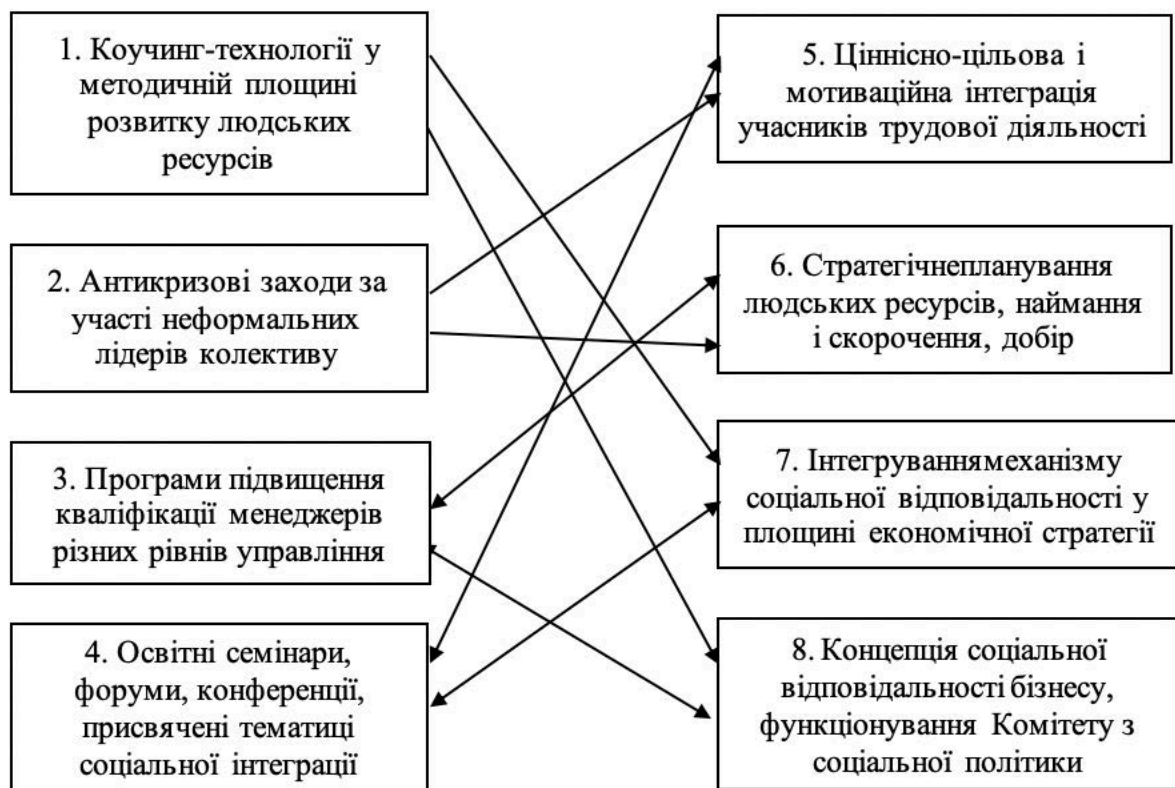 1. Коучинг-технології у
методичній площині
розвитку людських
ресурсів
2. Антикризові заходи за
участі неформальних
лідерів колективу
3. Програми підвищення
кваліфікації менеджерів
різних рівнів управління
4. Освітні семінари,
форуми, конференції,
присвячені тематиці
соціальної інтеграції
5. Ціннісно-цільова і
мотиваційна інтеграція
учасників трудової діяльності
6. Стратегічнепланування
людських ресурсів, наймання
і скорочення, добір
7. Інтегруваннямеханізму
соціальної відповідальності у
площині економічної стратегії
8. Концепція соціальної
відповідальності бізнесу,
функціонування Комітету з
соціальної політики